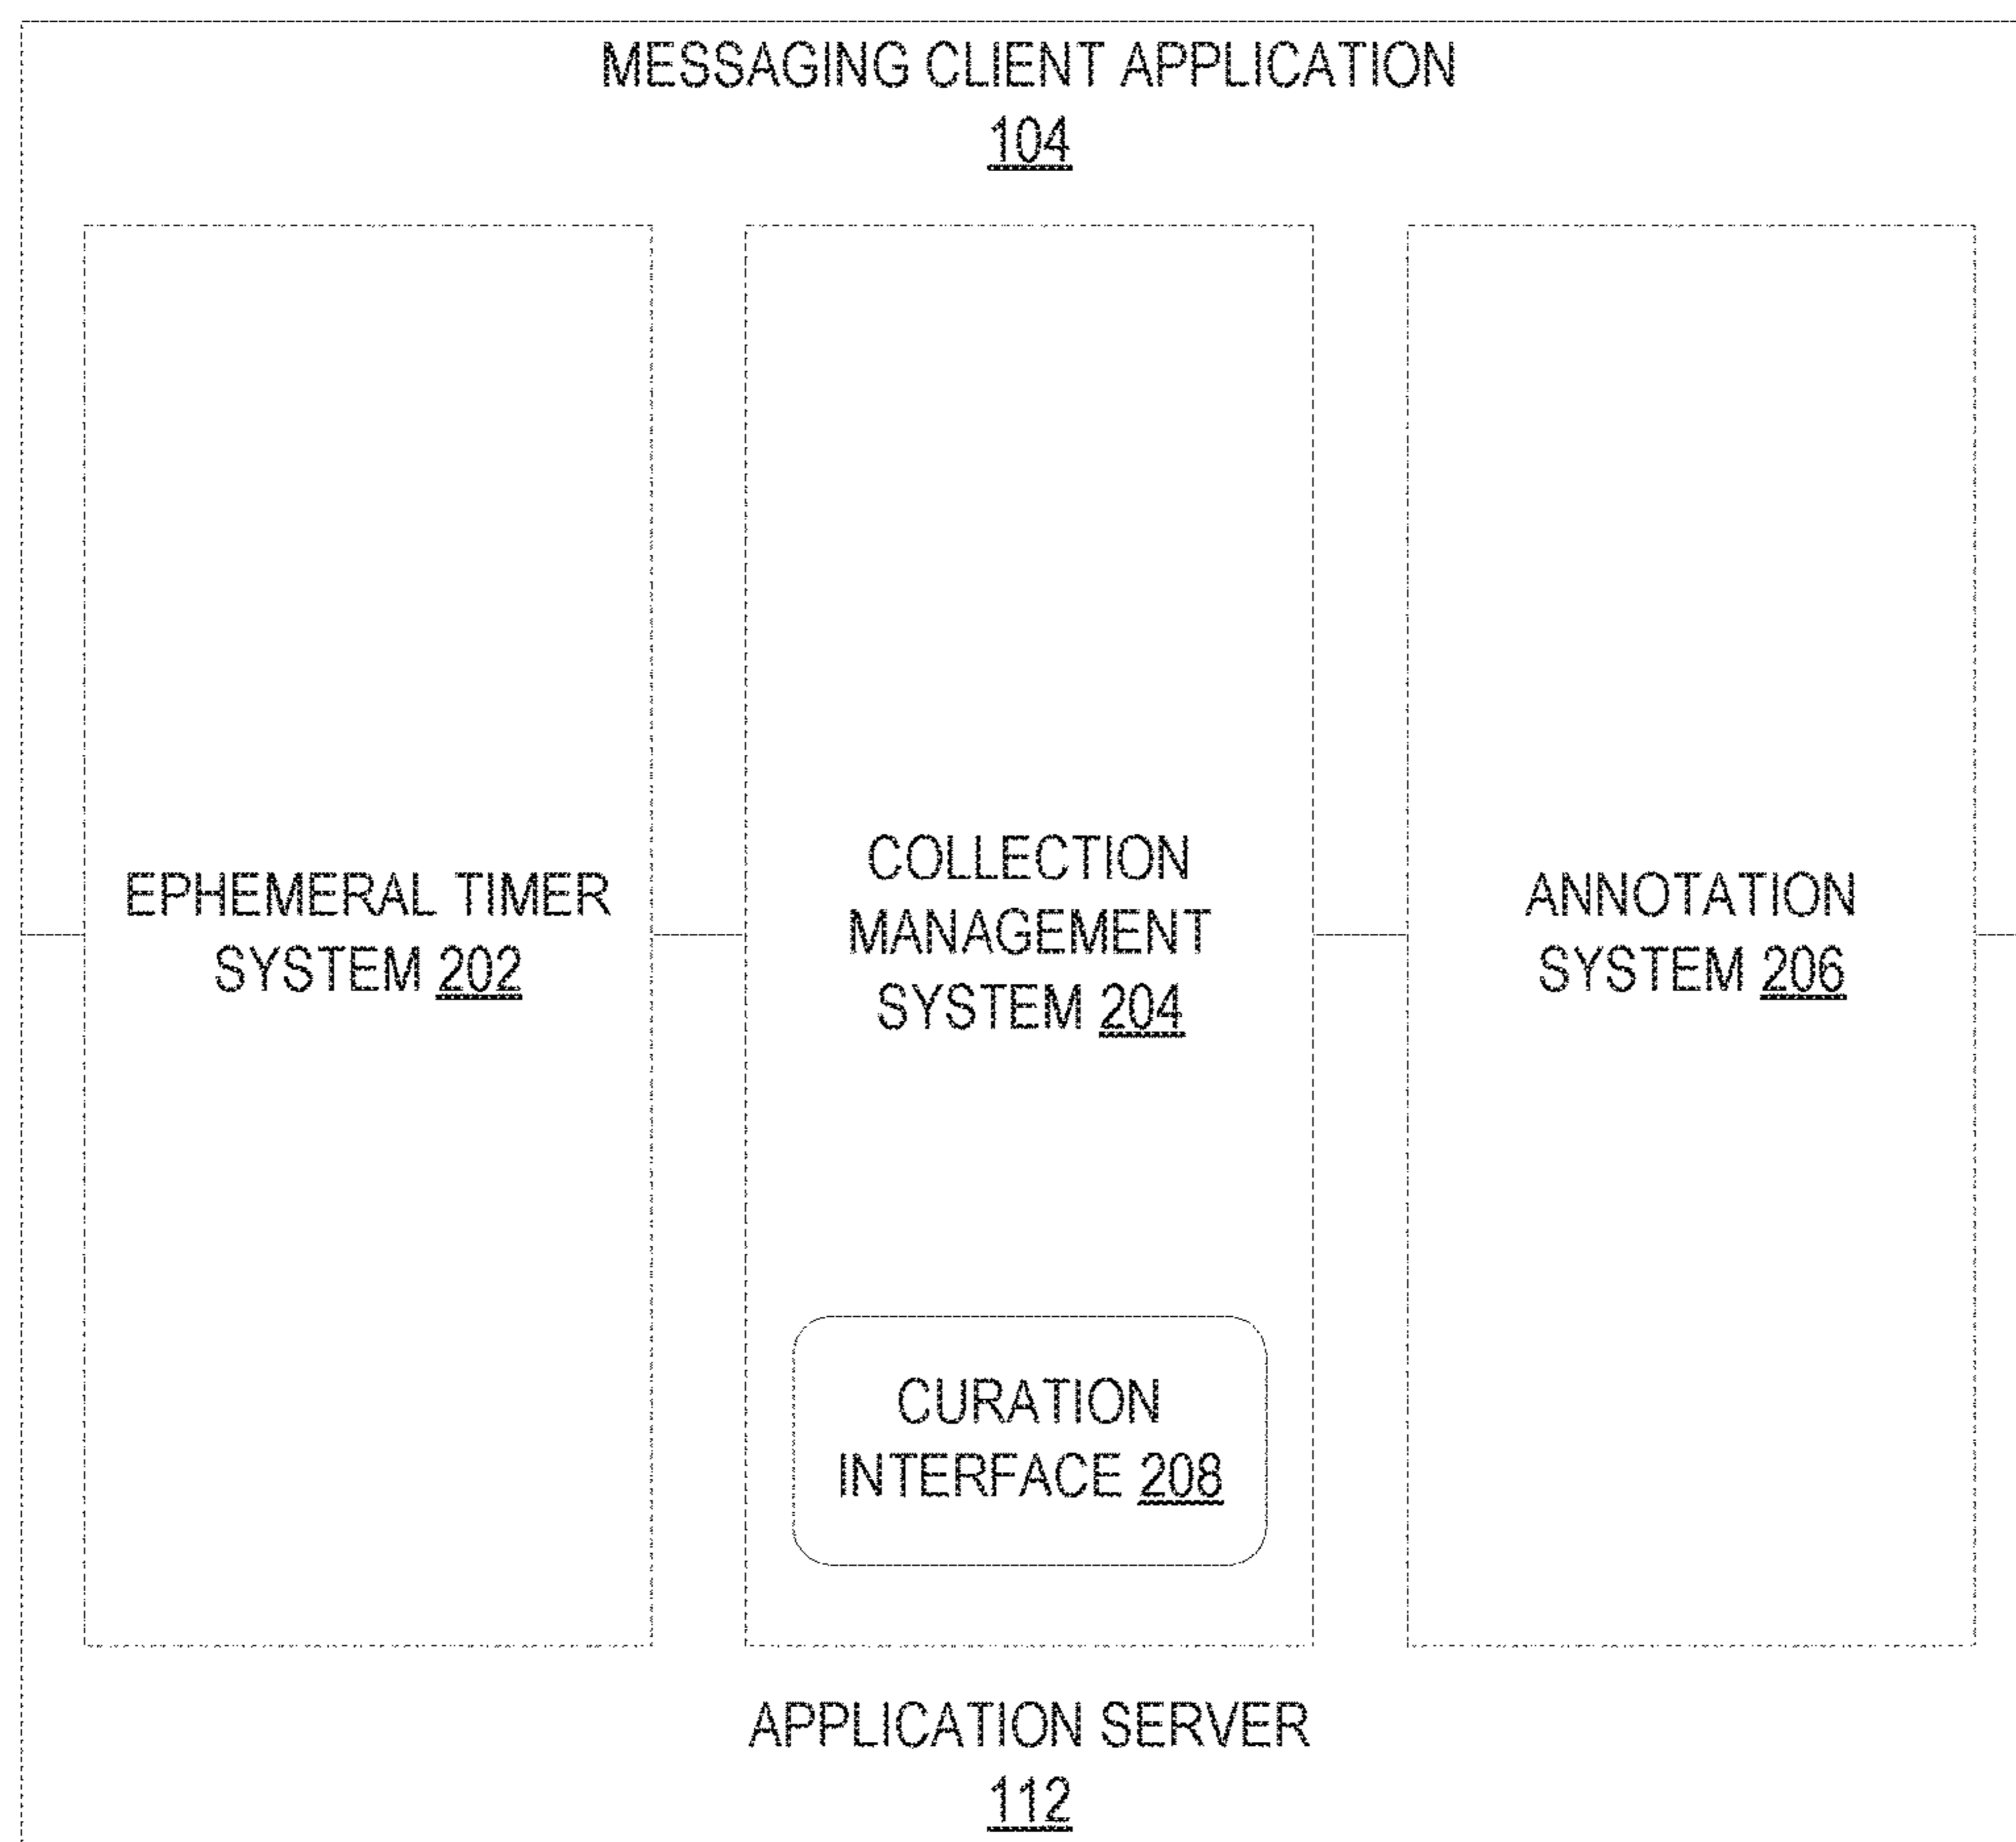 MESSAGING CLIENT APPLICATION
104
EPHEMERAL TIMER
SYSTEM 202
COLLECTION
MANAGEMENT
SYSTEM 204
CURATION
INTERFACE 208
ANNOTATION
SYSTEM 206
APPLICATION SERVER
112